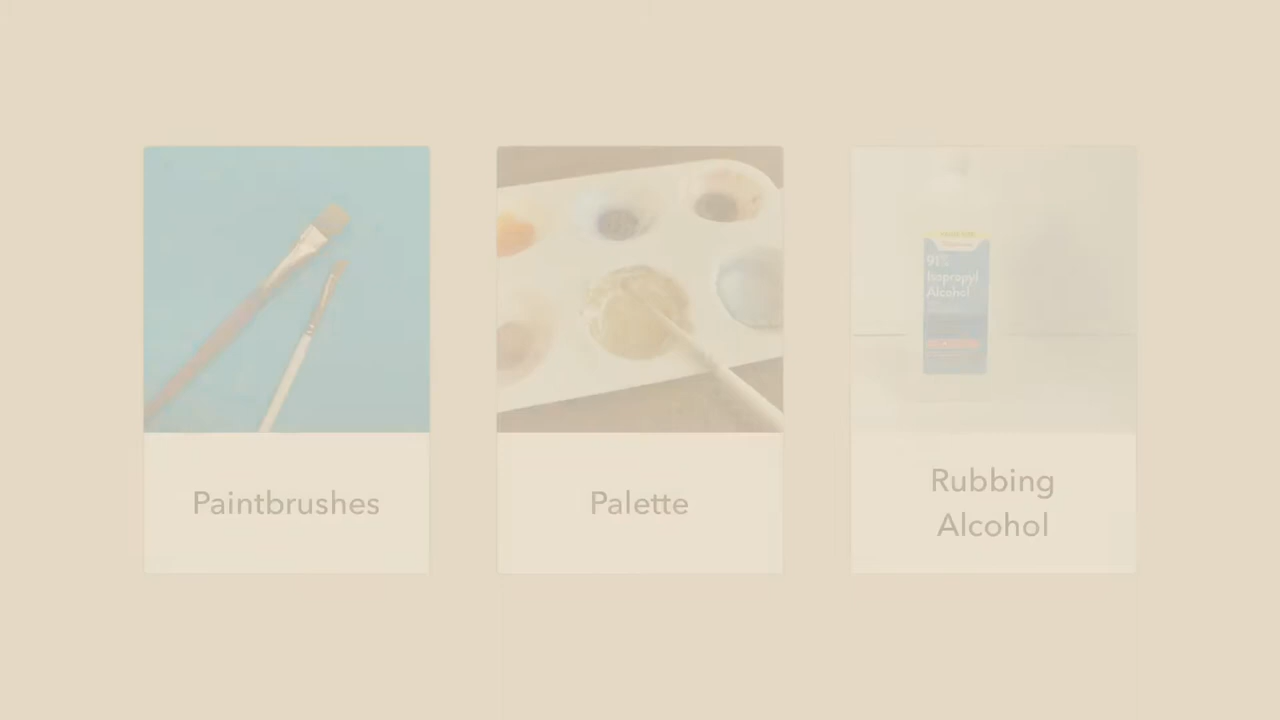 91%
Isopropyl
Alcohol
Paintbrushes
Palette
Rubbing
Alcohol